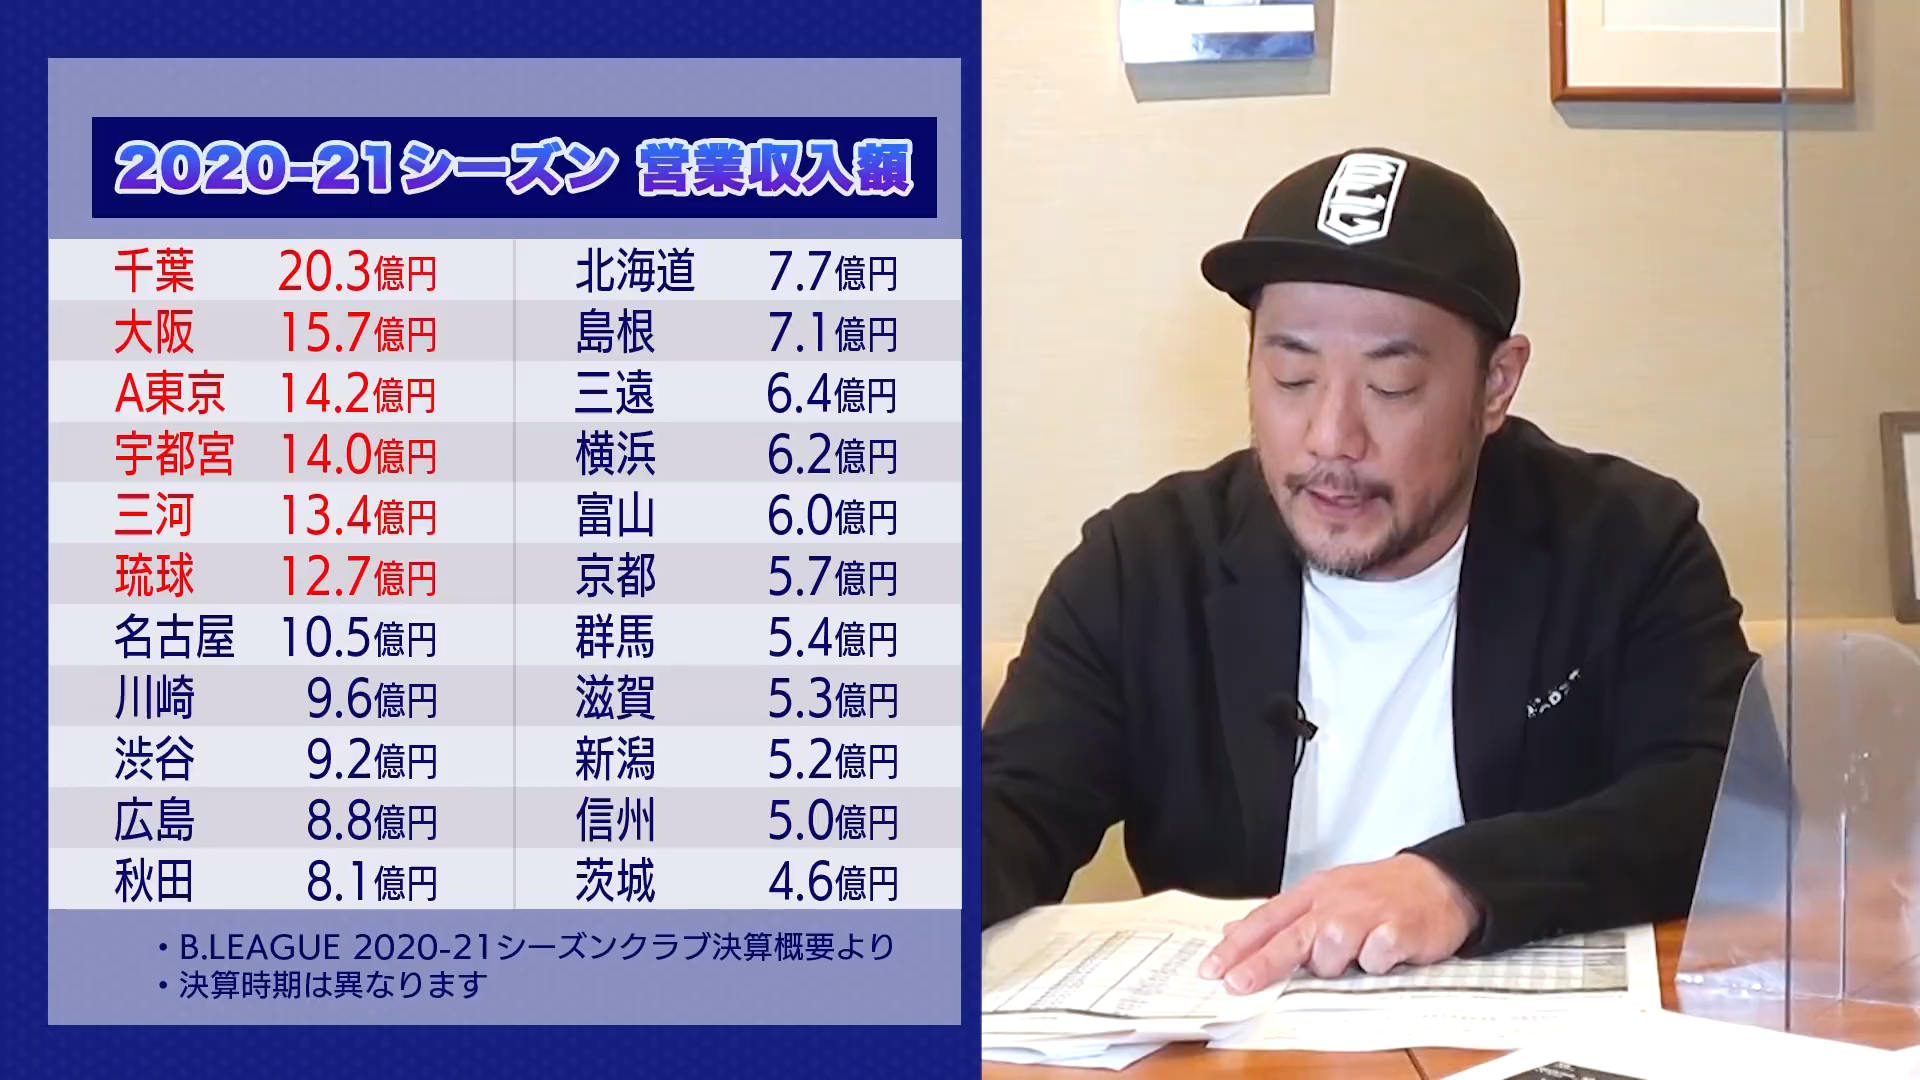 2020-21シーズン 営業収入額
千葉 20.3億円
大阪 15.7億円
A東京 14.2億円
宇都宮 14.0億円
三河 13.4億円
琉球 12.7億円
名古屋 10.5億円
川崎 9.6億円
渋谷 9.2億円
広島 8.8億円
秋田 8.1億円
北海道 7.7億円
島根 7.1億円
三遠 6.4億円
横浜 6.2億円
富山 6.0億円
京都 5.7億円
群馬 5.4億円
滋賀 5.3億円
新潟 5.2億円
信州 5.0億円
茨城 4.6億円
・B.LEAGUE 2020-21シーズンクラブ決算概要より
・決算時期は異なります